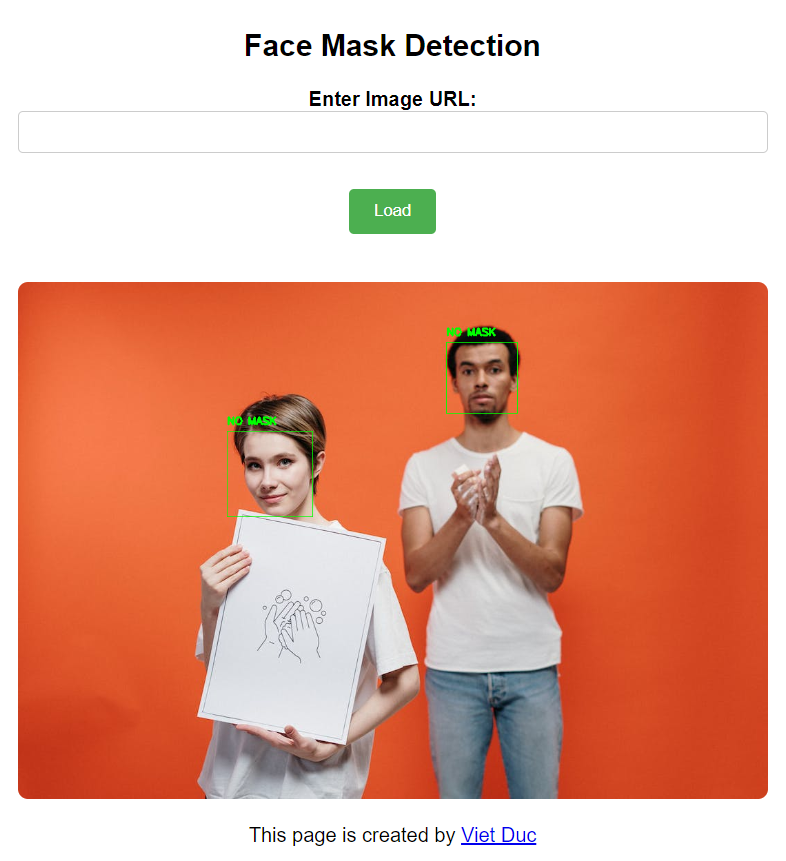 Face Mask Detection
Enter Image URL:
Load
NO MASK
NO MASK
This page is created by Viet Duc